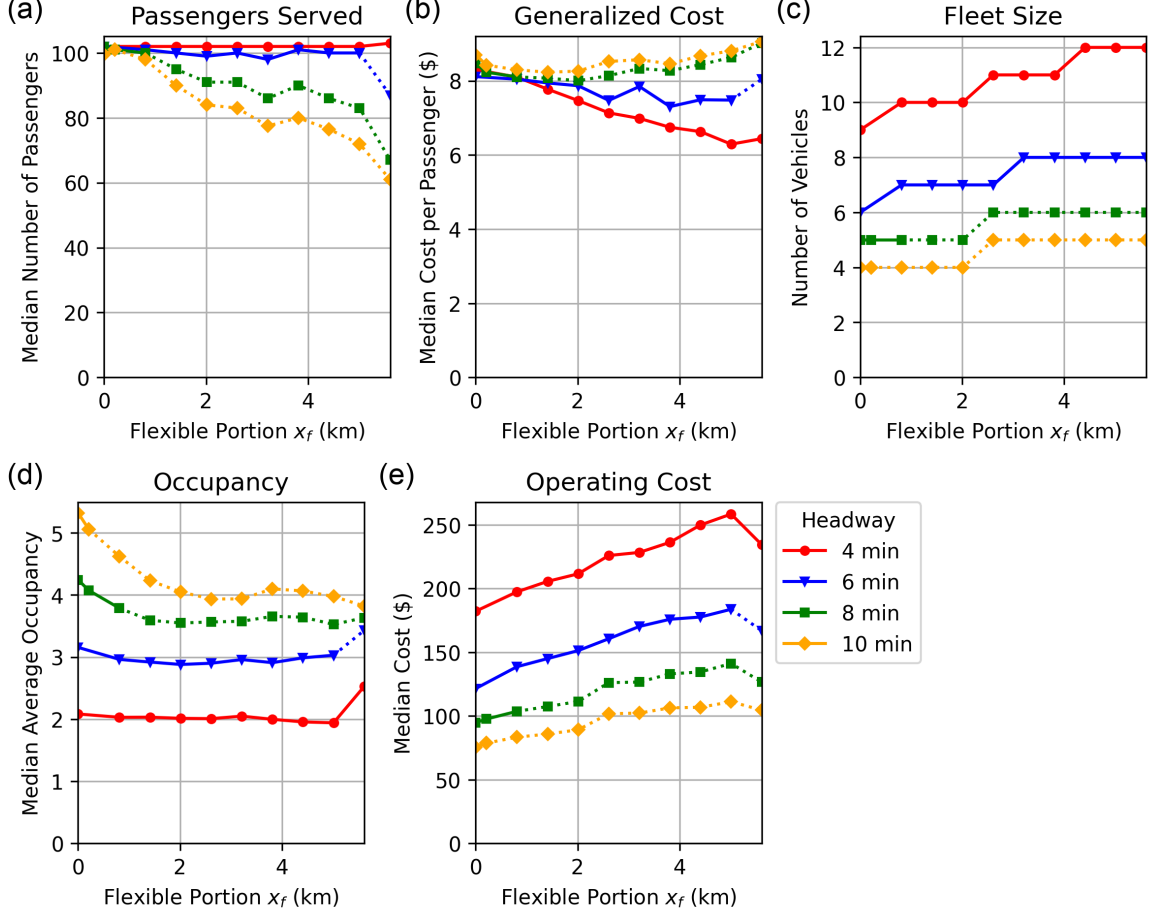 (a)
Passengers Served
Median Number of Passengers
100
80
60
40
20
0
0 2 4
Flexible Portion x_f (km)
(b)
Generalized Cost
Median Cost per Passenger ($)
8
6
4
2
0
0 2 4
Flexible Portion x_f (km)
(c)
Fleet Size
Number of Vehicles
12
10
8
6
4
2
0
0 2 4
Flexible Portion x_f (km)
(d)
Occupancy
Median Average Occupancy
5
4
3
2
1
0
0 2 4
Flexible Portion x_f (km)
(e)
Operating Cost
Median Cost ($)
250
200
150
100
50
0
0 2 4
Flexible Portion x_f (km)
Headway
4 min
6 min
8 min
10 min